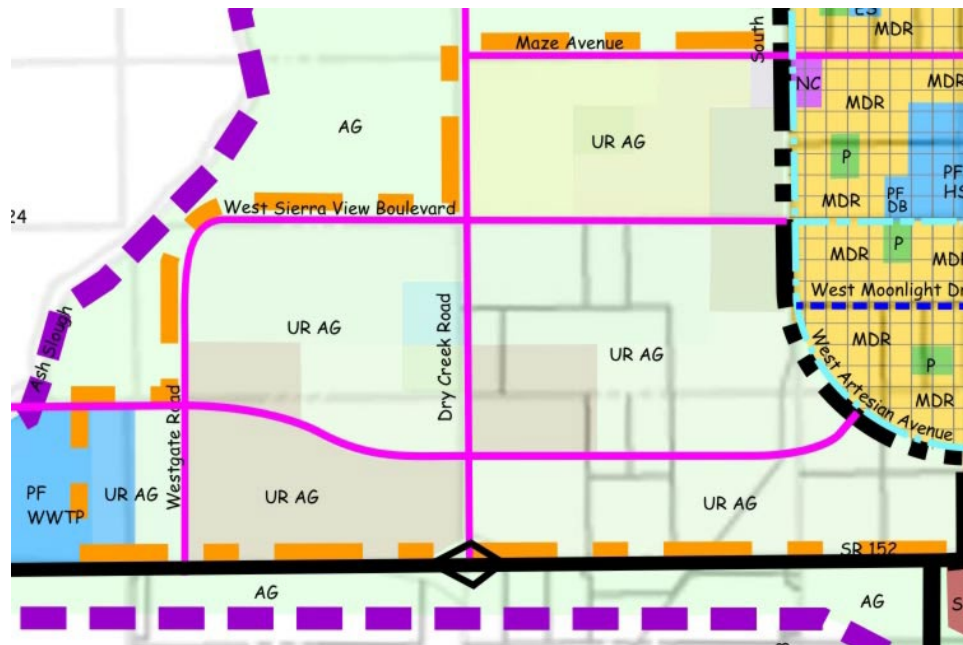 ES
MDR
South
Maze Avenue
MDR
NC
MDR
AG
UR AG
P
PF
HS
PF
DB
MDR
24
West Sierra View Boulevard
P
MDR
West Moonlight
UR AG
Dry Creek Road
Ash Slough
UR AG
MDR
P
West Artesian Avenue
MDR
Westgate Road
PF
WWTP
UR AG
UR AG
UR AG
SR 152
AG
AG
S